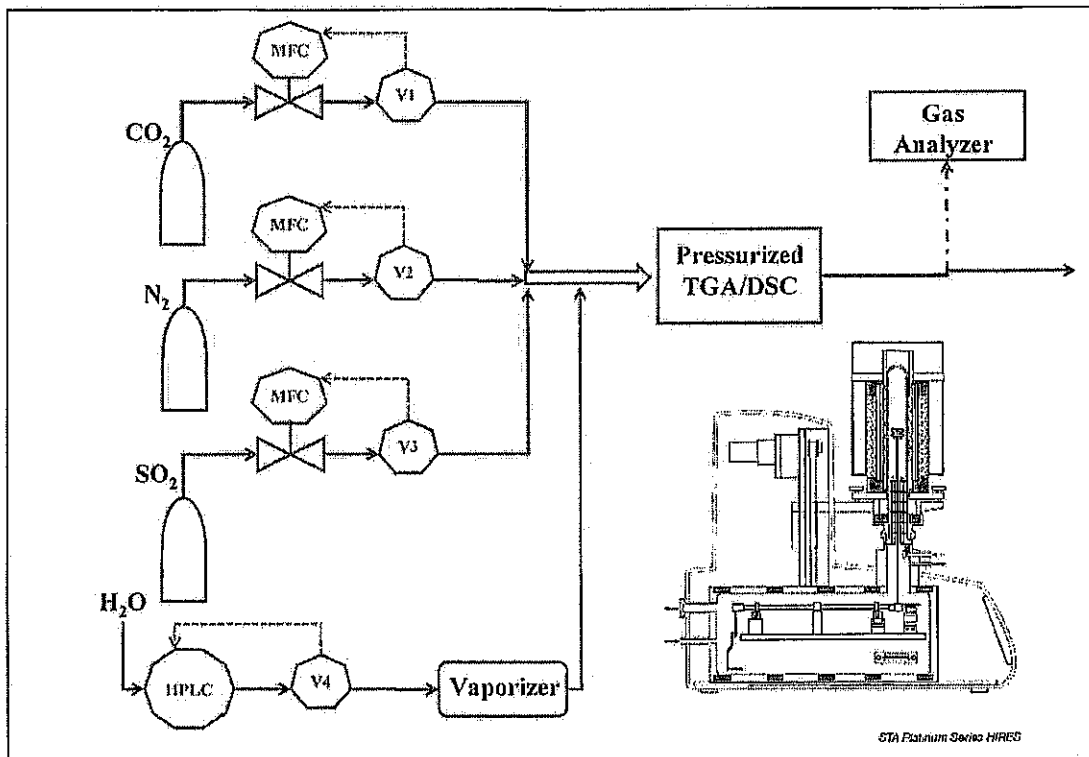 MFC
V1
CO₂
Gas
Analyzer
MFC
V2
N₂
Pressurized
TGA/DSC
MFC
V3
SO₂
H₂O
HPLC
V4
Vaporizer
STA Platinum Series HIRES